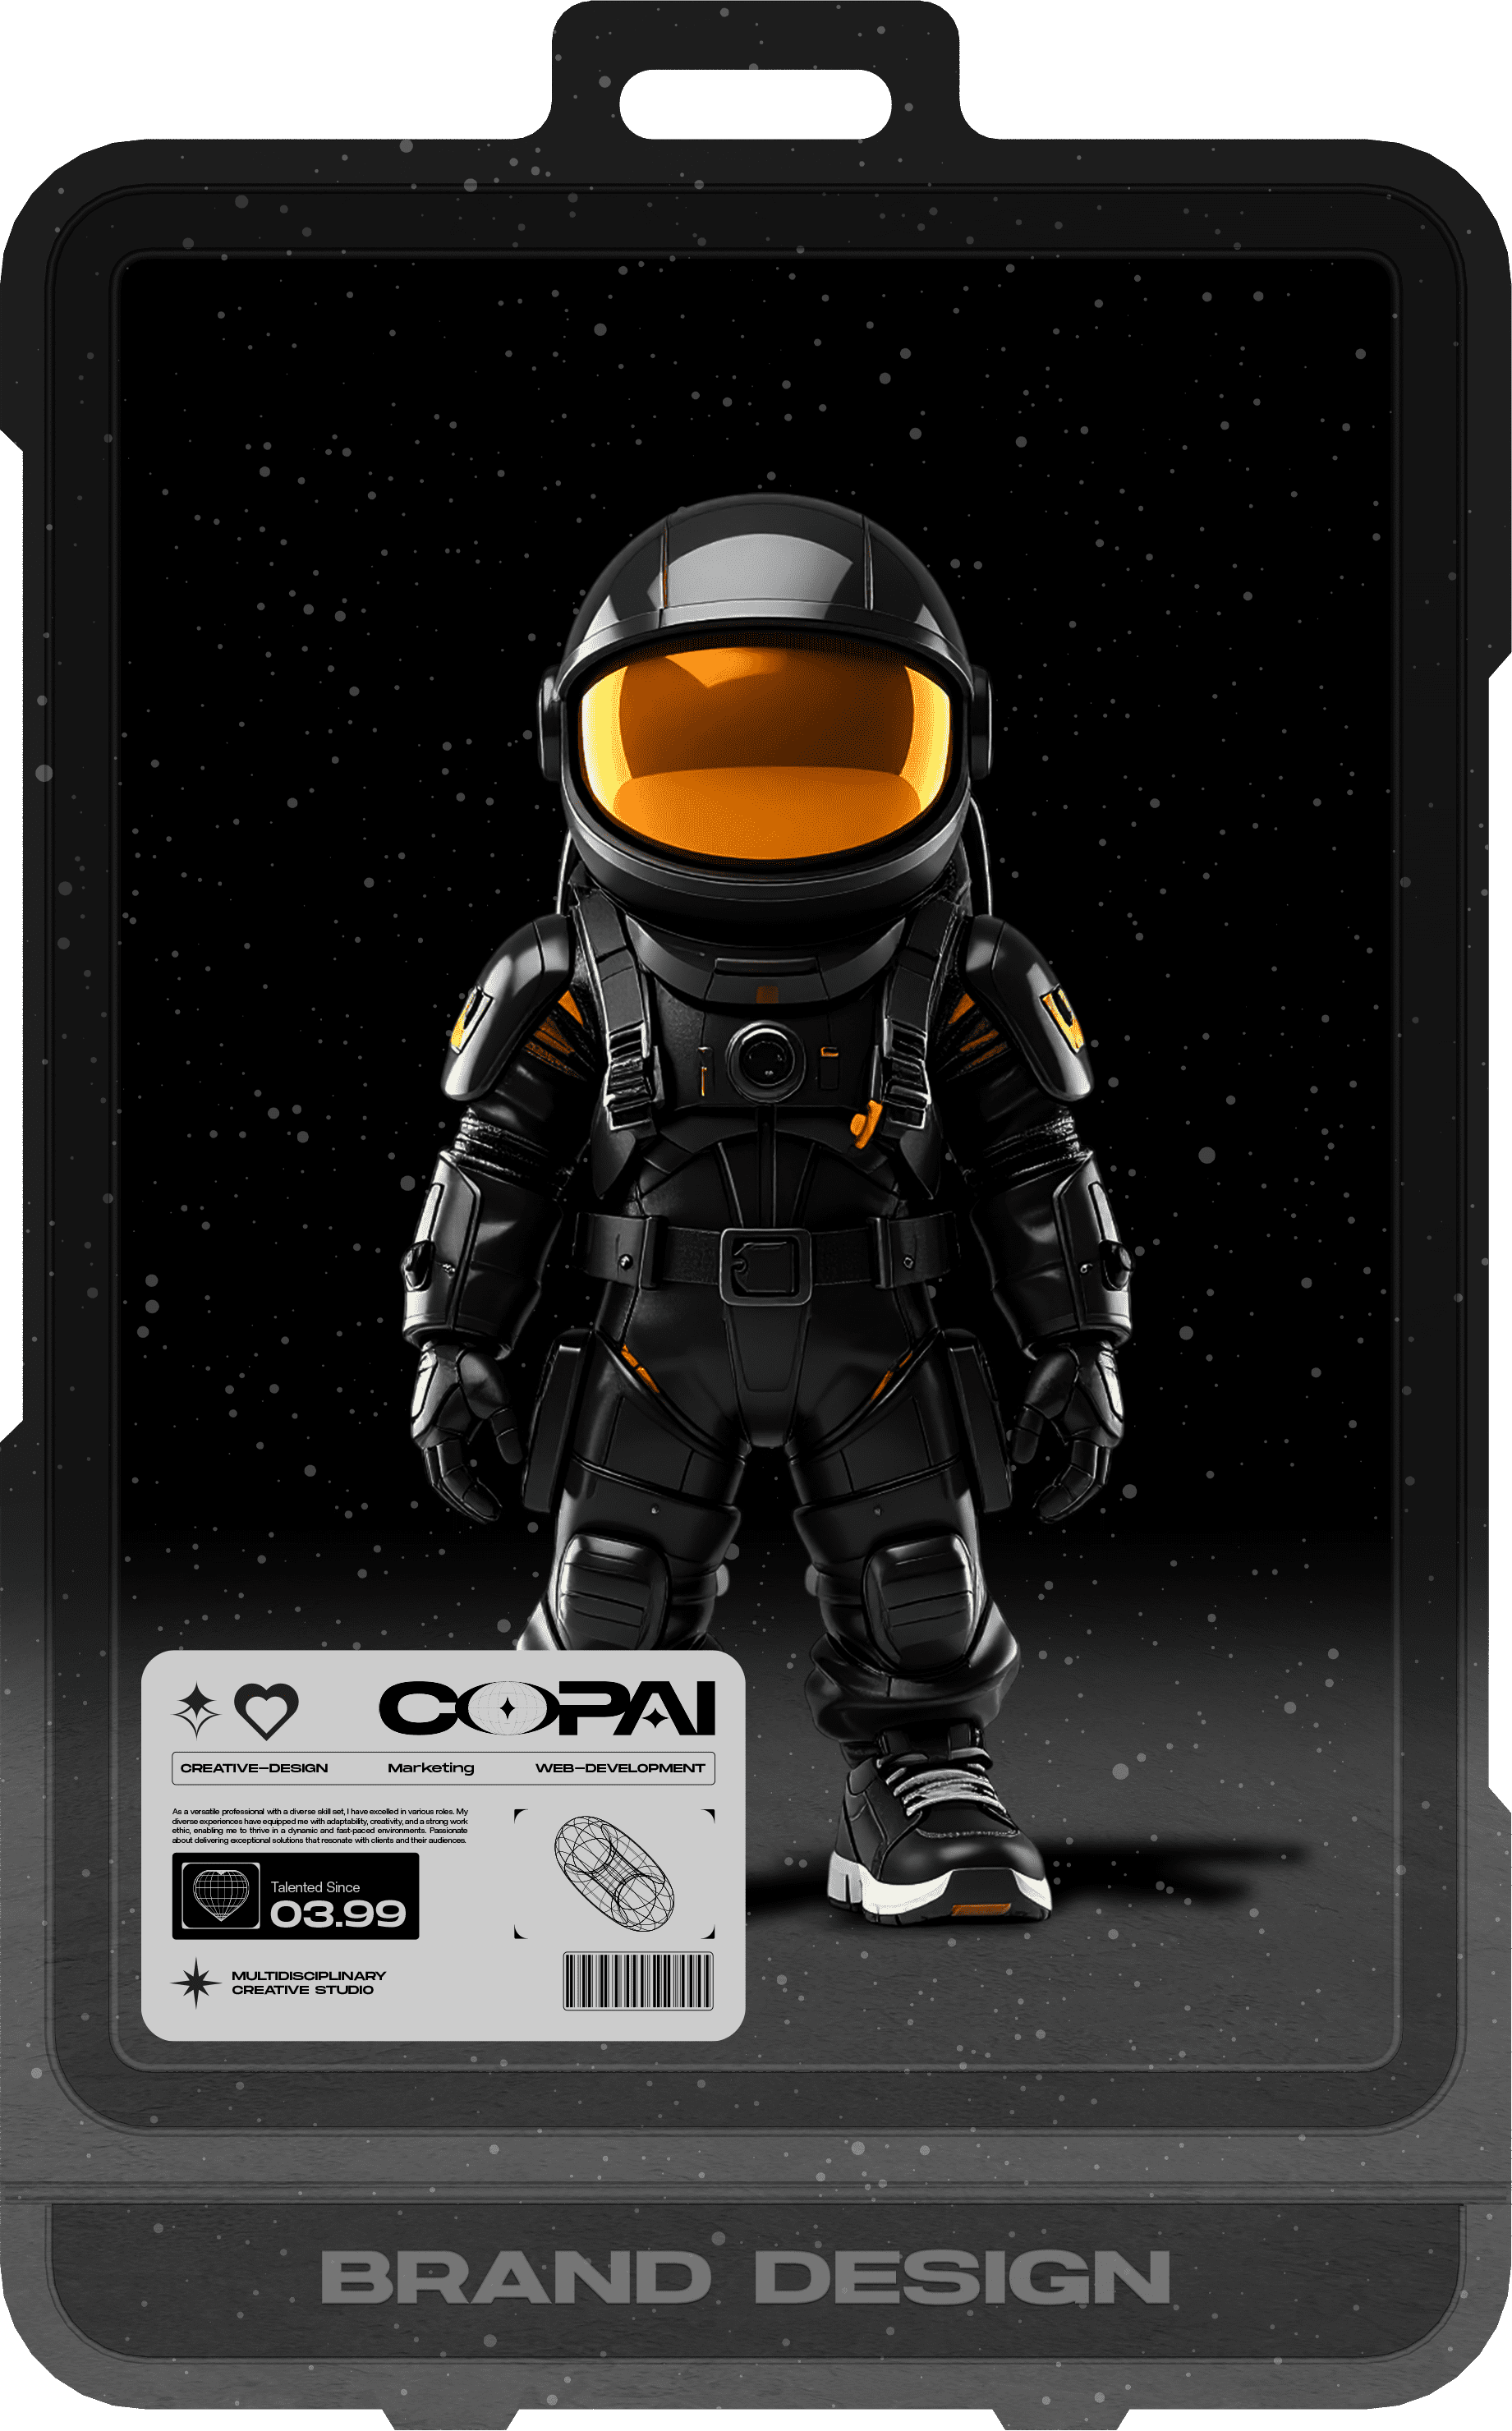 COPAI
CREATIVE-DESIGN Marketing WEB-DEVELOPMENT
As a versatile professional with a diverse skill set, I have excelled in various roles. My
diverse experiences have equipped me with adaptability, creativity, and a strong work
ethic, enabling me to thrive in a dynamic and fast-paced environments. Passionate
about delivering exceptional solutions that resonate with clients and their audiences.
Talented Since
03.99
MULTIDISCIPLINARY
CREATIVE STUDIO
BRAND DESIGN